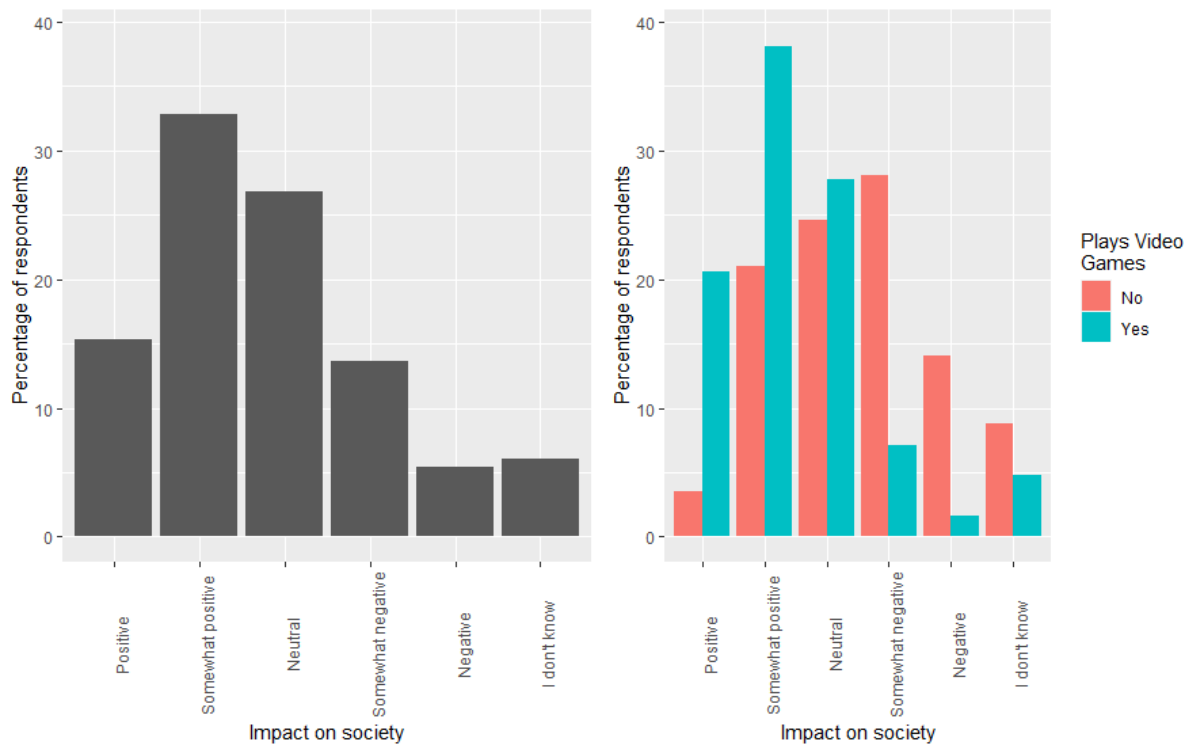 40
30
20
10
0
Percentage of respondents
Positive
Somewhat positive
Neutral
Somewhat negative
Negative
I don't know
Impact on society
40
30
20
10
0
Percentage of respondents
Positive
Somewhat positive
Neutral
Somewhat negative
Negative
I don't know
Impact on society
Plays Video
Games
No
Yes